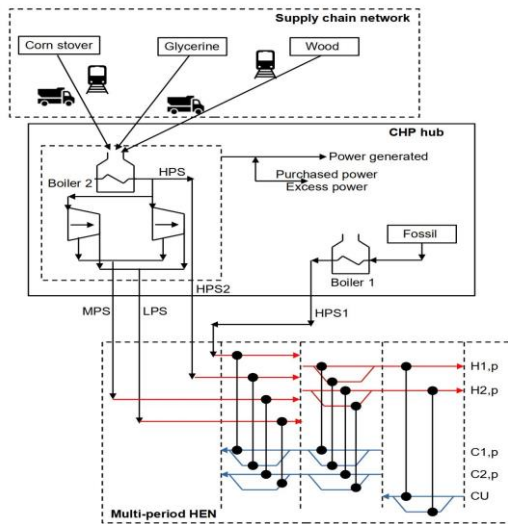 Supply chain network
Corn stover
Glycerine
Wood
CHP hub
HPS
Power generated
Boiler 2
Purchased power
Excess power
Fossil
Boiler 1
HPS2
MPS
LPS
HPS1
H1,p
H2,p
C1,p
C2,p
CU
Multi-period HEN